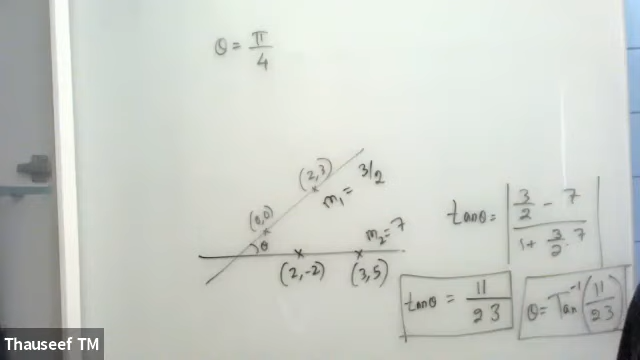 θ = π/4
(2,3)
m₁ = 3/2
(0,0)
θ
m₂ = 7
(2,-2) (3,5)
tanθ = | (3/2 - 7) / (1 + 3/2 · 7) |
tanθ = 11/23
θ = Tan⁻¹(11/23)
Thauseef TM